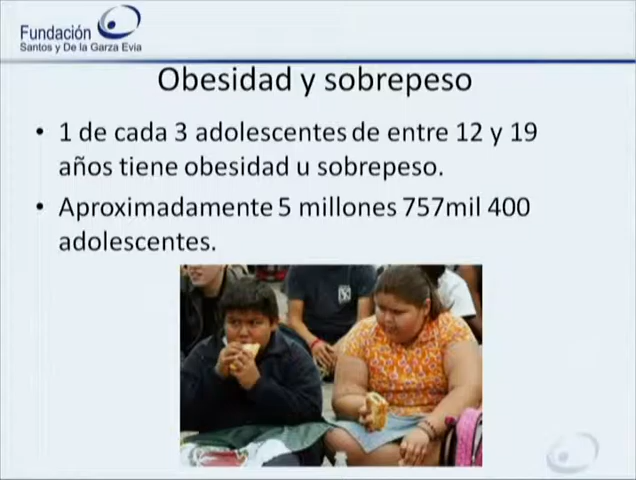 Fundación
Santos y De la Garza Evia
Obesidad y sobrepeso
• 1 de cada 3 adolescentes de entre 12 y 19
años tiene obesidad u sobrepeso.
• Aproximadamente 5 millones 757mil 400
adolescentes.